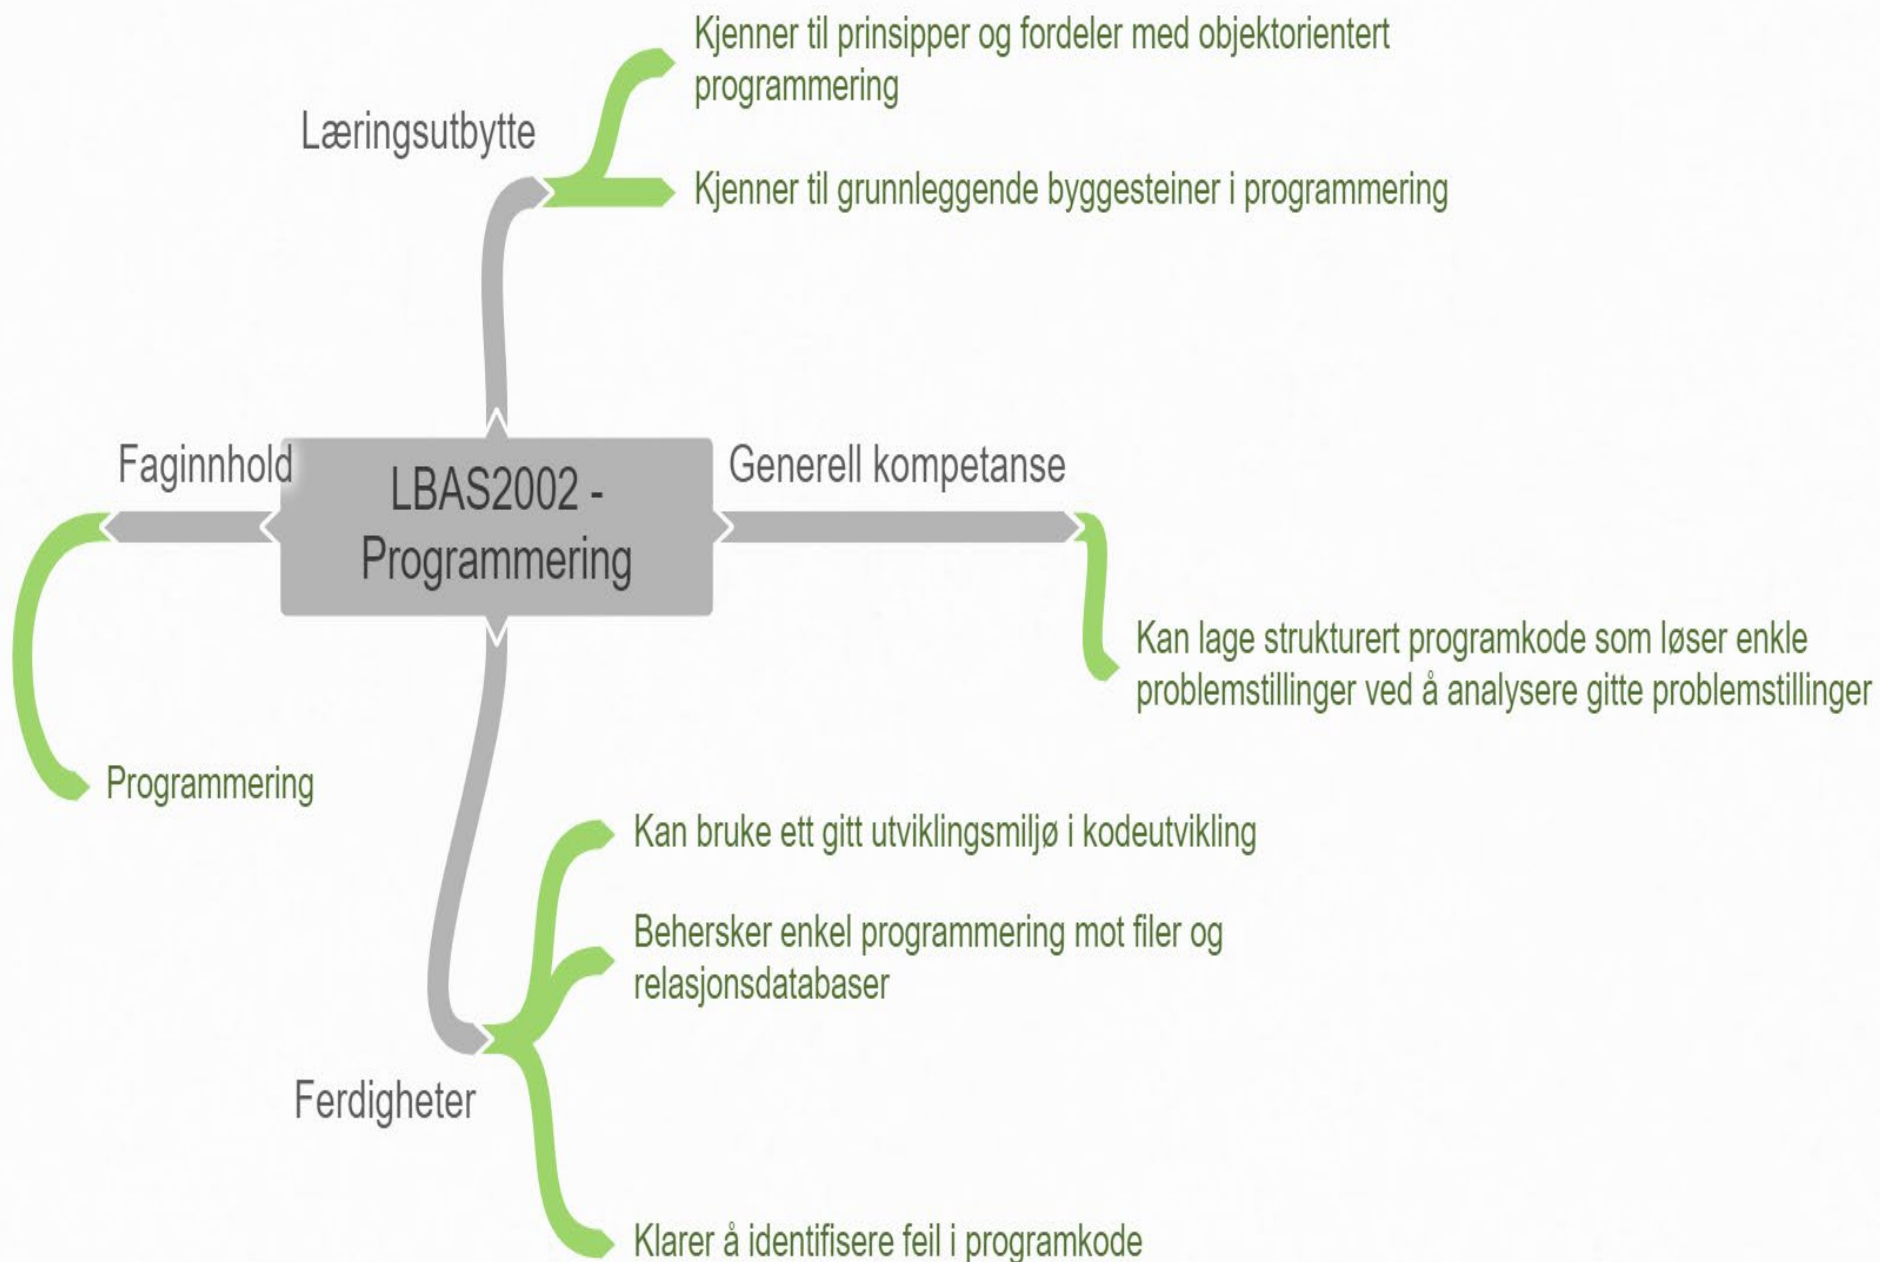 Kjenner til prinsipper og fordeler med objektorientert
programmering
Læringsutbytte
Kjenner til grunnleggende byggesteiner i programmering
Faginnhold
LBAS2002 -
Programmering
Generell kompetanse
Kan lage strukturert programkode som løser enkle
problemstillinger ved å analysere gitte problemstillinger
Programmering
Kan bruke ett gitt utviklingsmiljø i kodeutvikling
Behersker enkel programmering mot filer og
relasjonsdatabaser
Ferdigheter
Klarer å identifisere feil i programkode